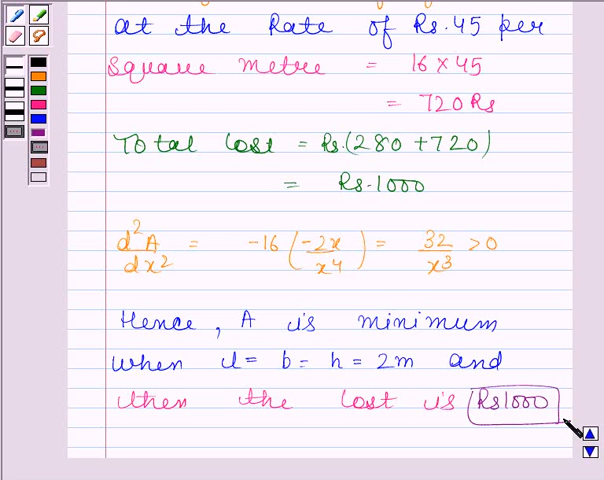 at the Rate of Rs.45 per
square metre = 16 × 45
= 720 Rs
Total Cost = Rs.(280 + 720)
= Rs.1000
d²A/dx² = -16 (-2x/x⁴) = 32/x³ > 0
Hence, A is minimum
when l = b = h = 2m and
then the cost is Rs1000